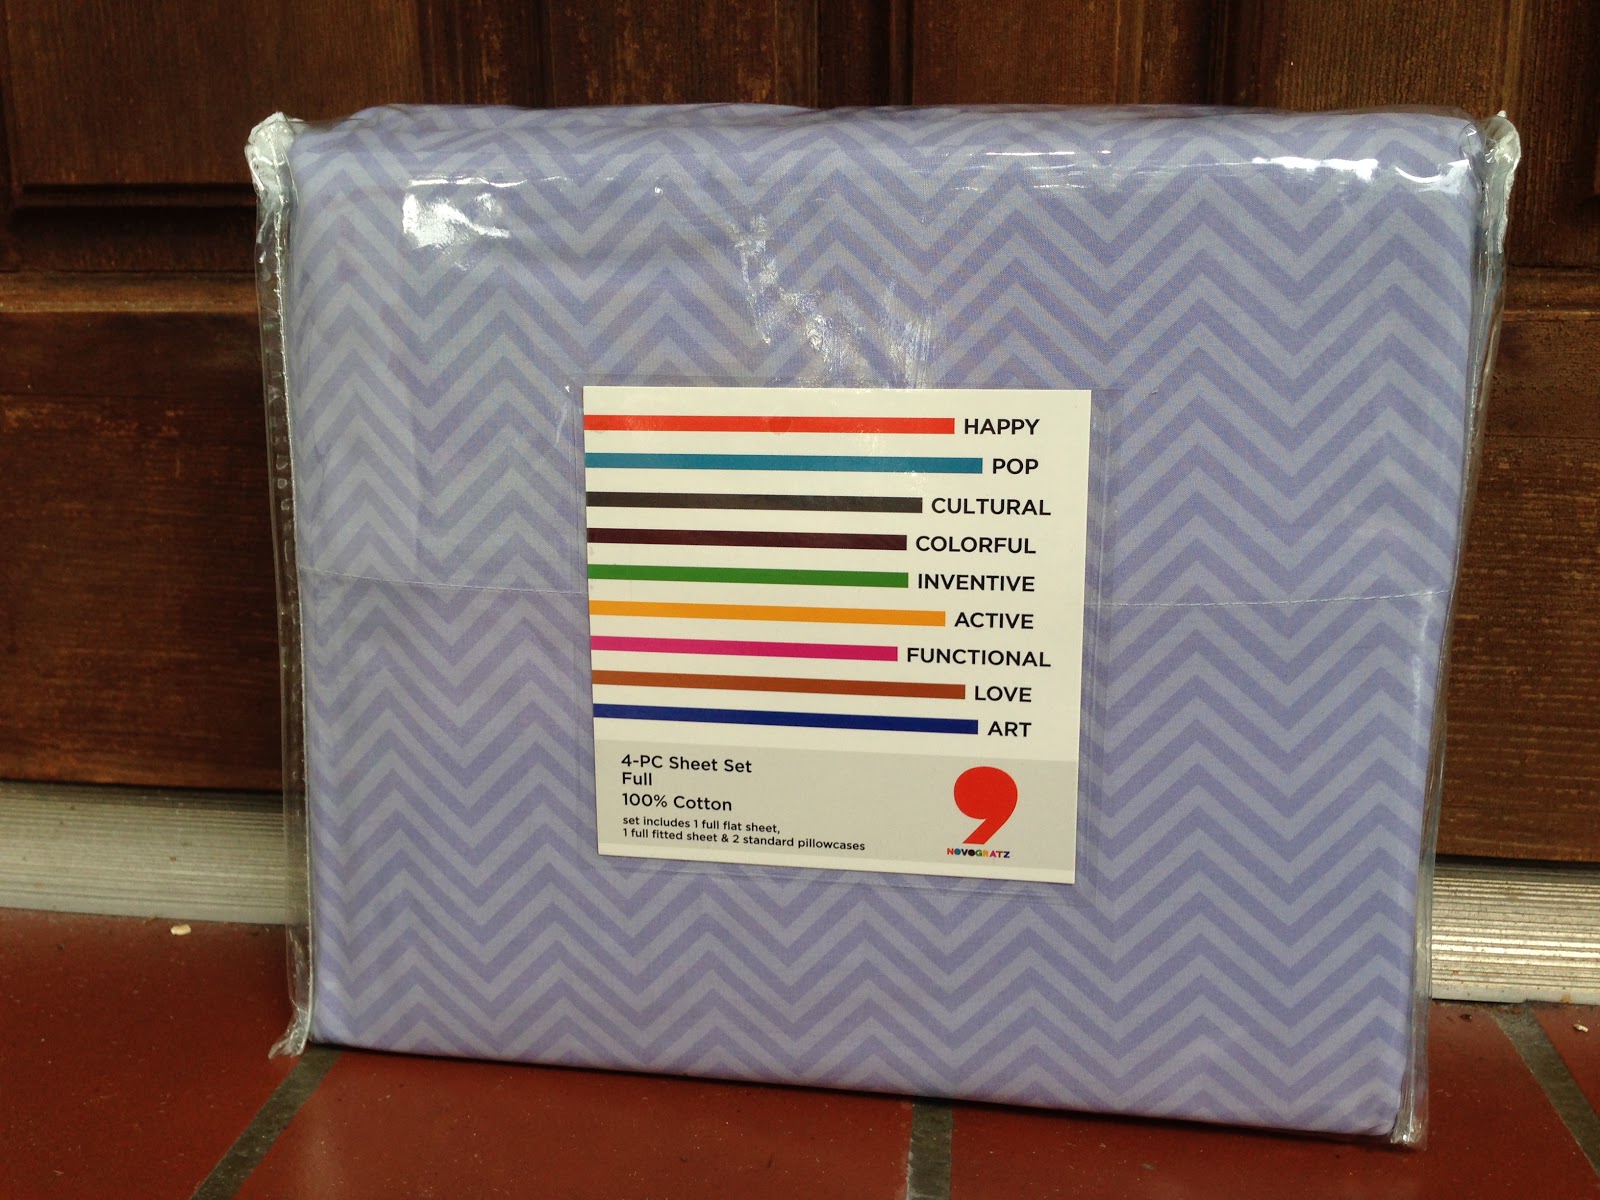 HAPPY
POP
CULTURAL
COLORFUL
INVENTIVE
ACTIVE
FUNCTIONAL
LOVE
ART
4-PC Sheet Set
Full
100% Cotton
set includes 1 full flat sheet,
1 full fitted sheet & 2 standard pillowcases
9
NOVOGRATZ